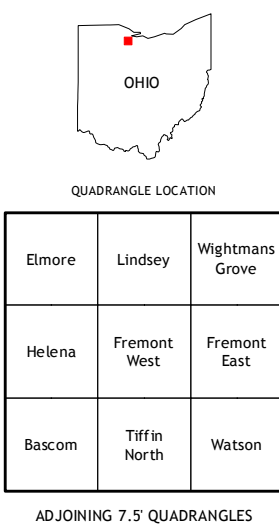 OHIO
QUADRANGLE LOCATION
Elmore
Lindsey
Wightmans
Grove
Helena
Fremont
West
Fremont
East
Bascom
Tiffin
North
Watson
ADJOINING 7.5' QUADRANGLES